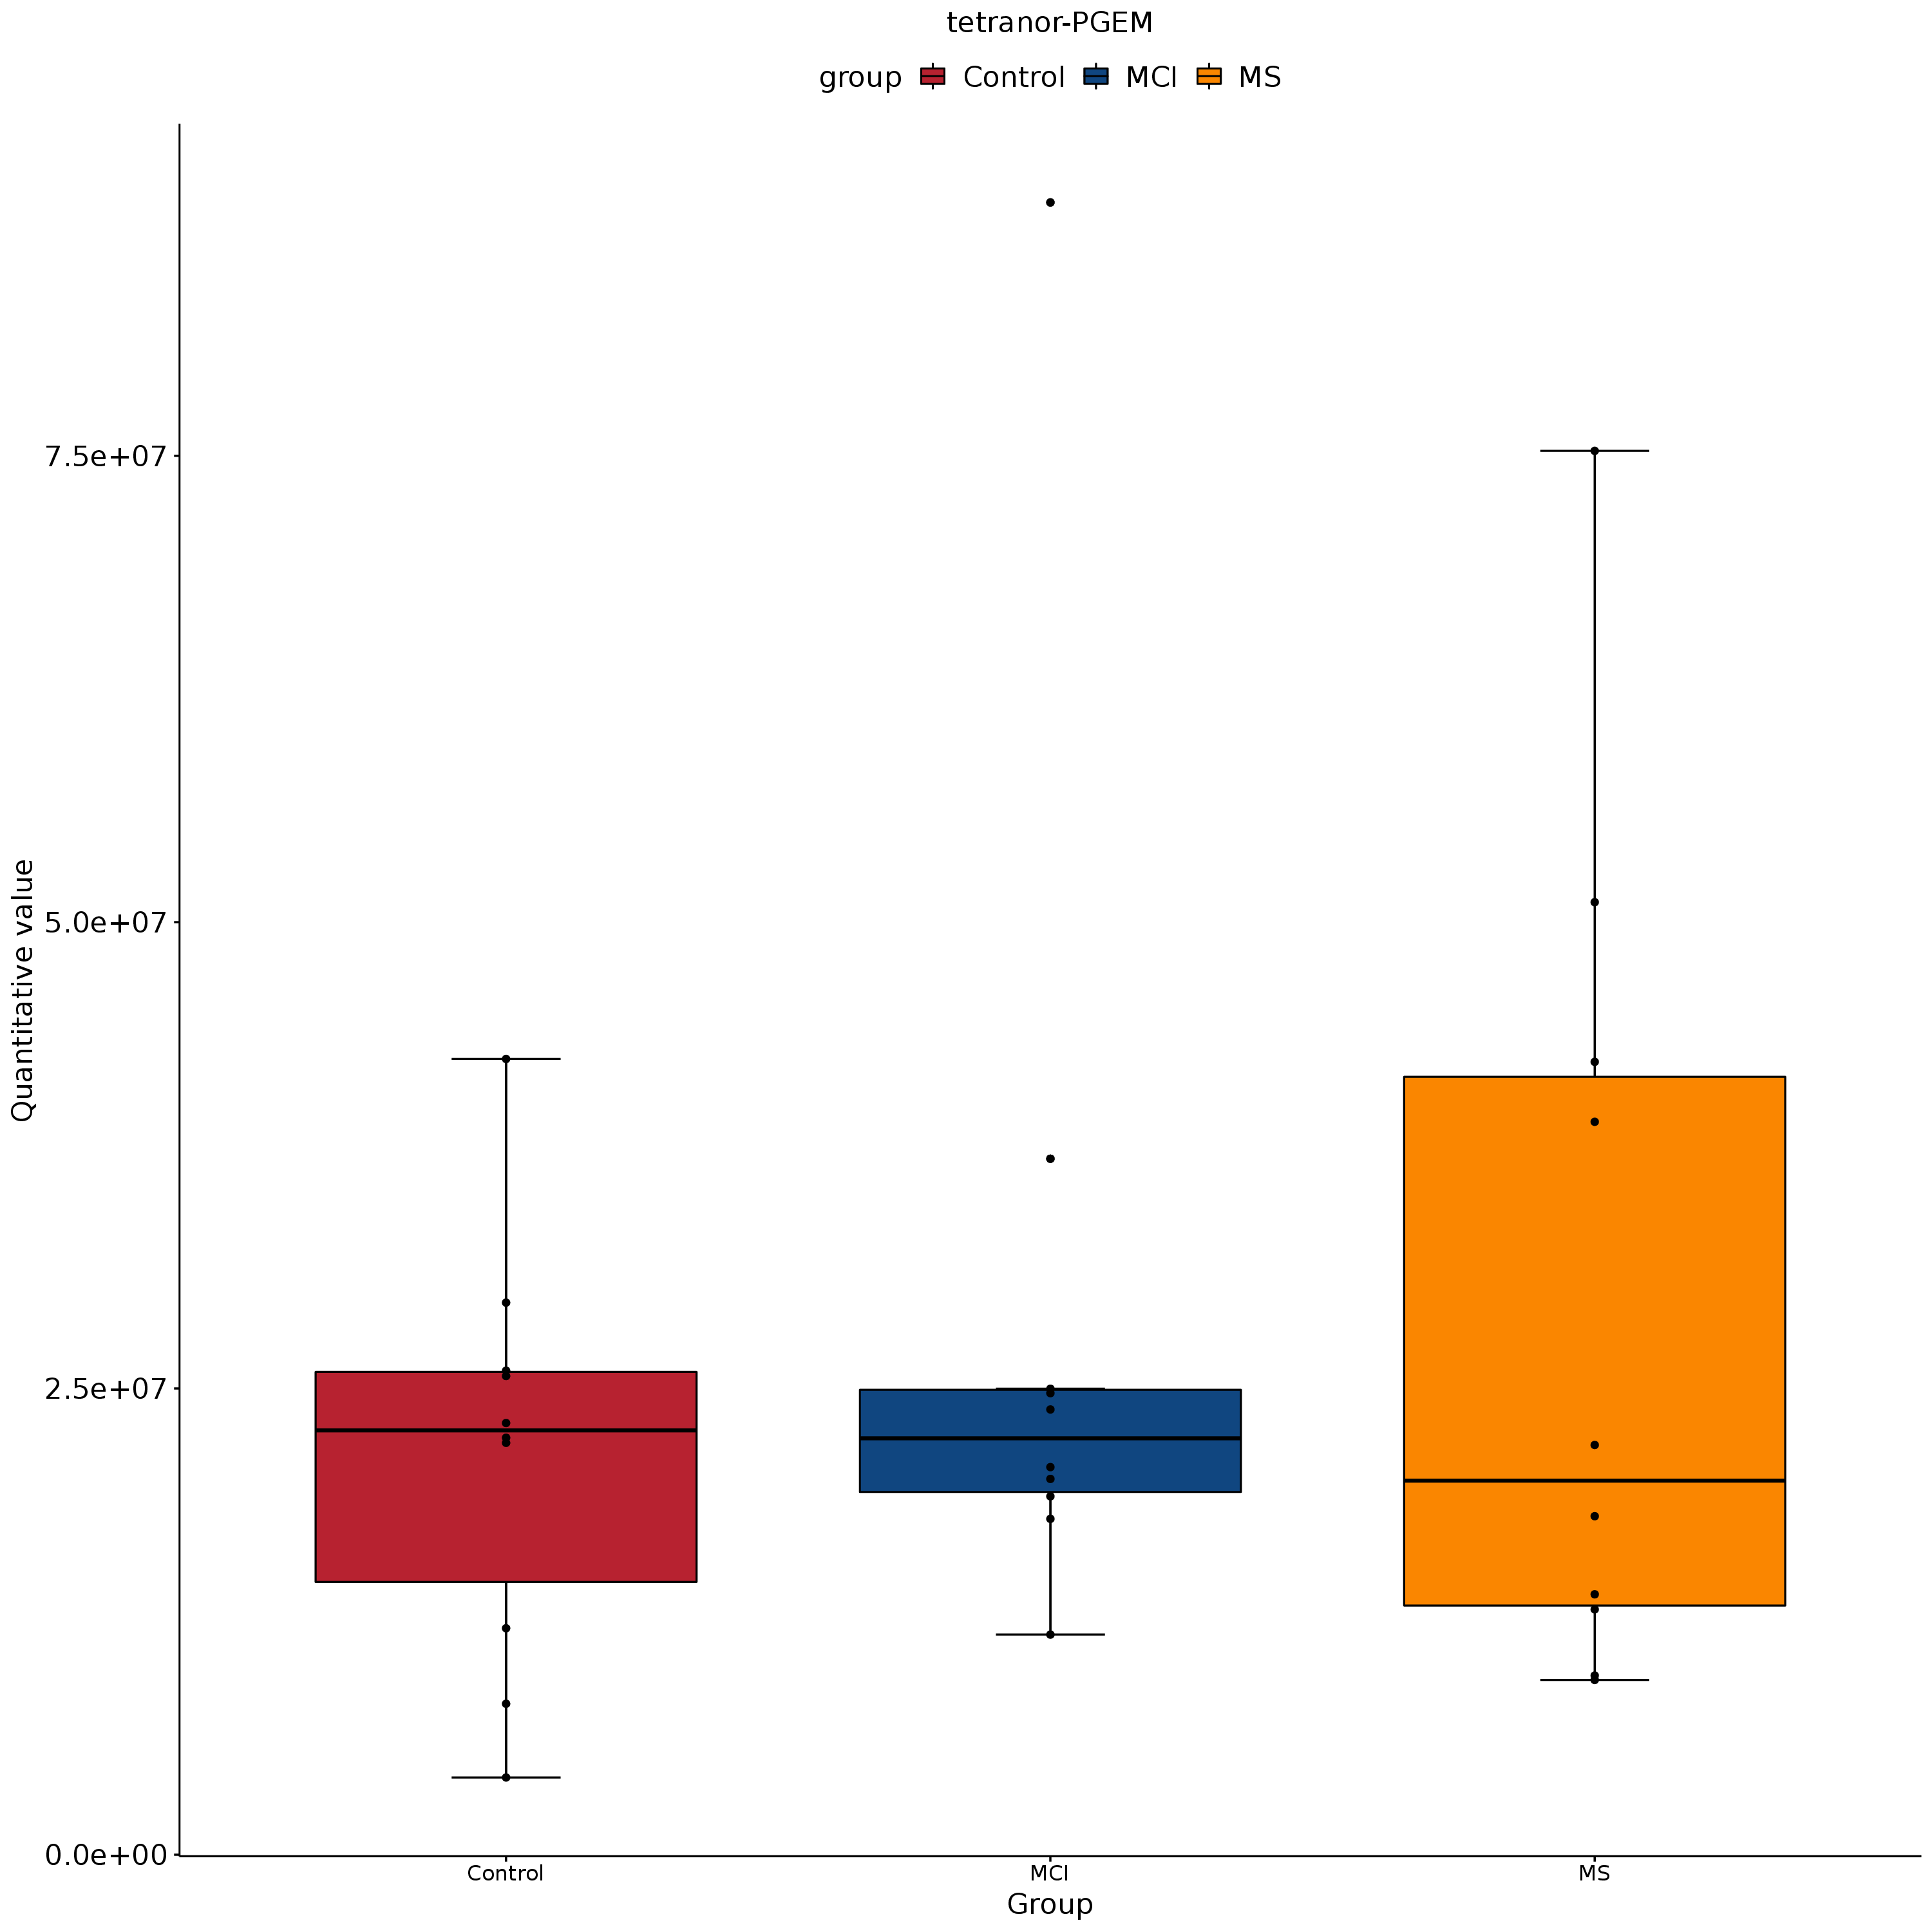 tetranor-PGEM
group Control MCI MS
Quantitative value
7.5e+07
5.0e+07
2.5e+07
0.0e+00
Control MCI MS
Group